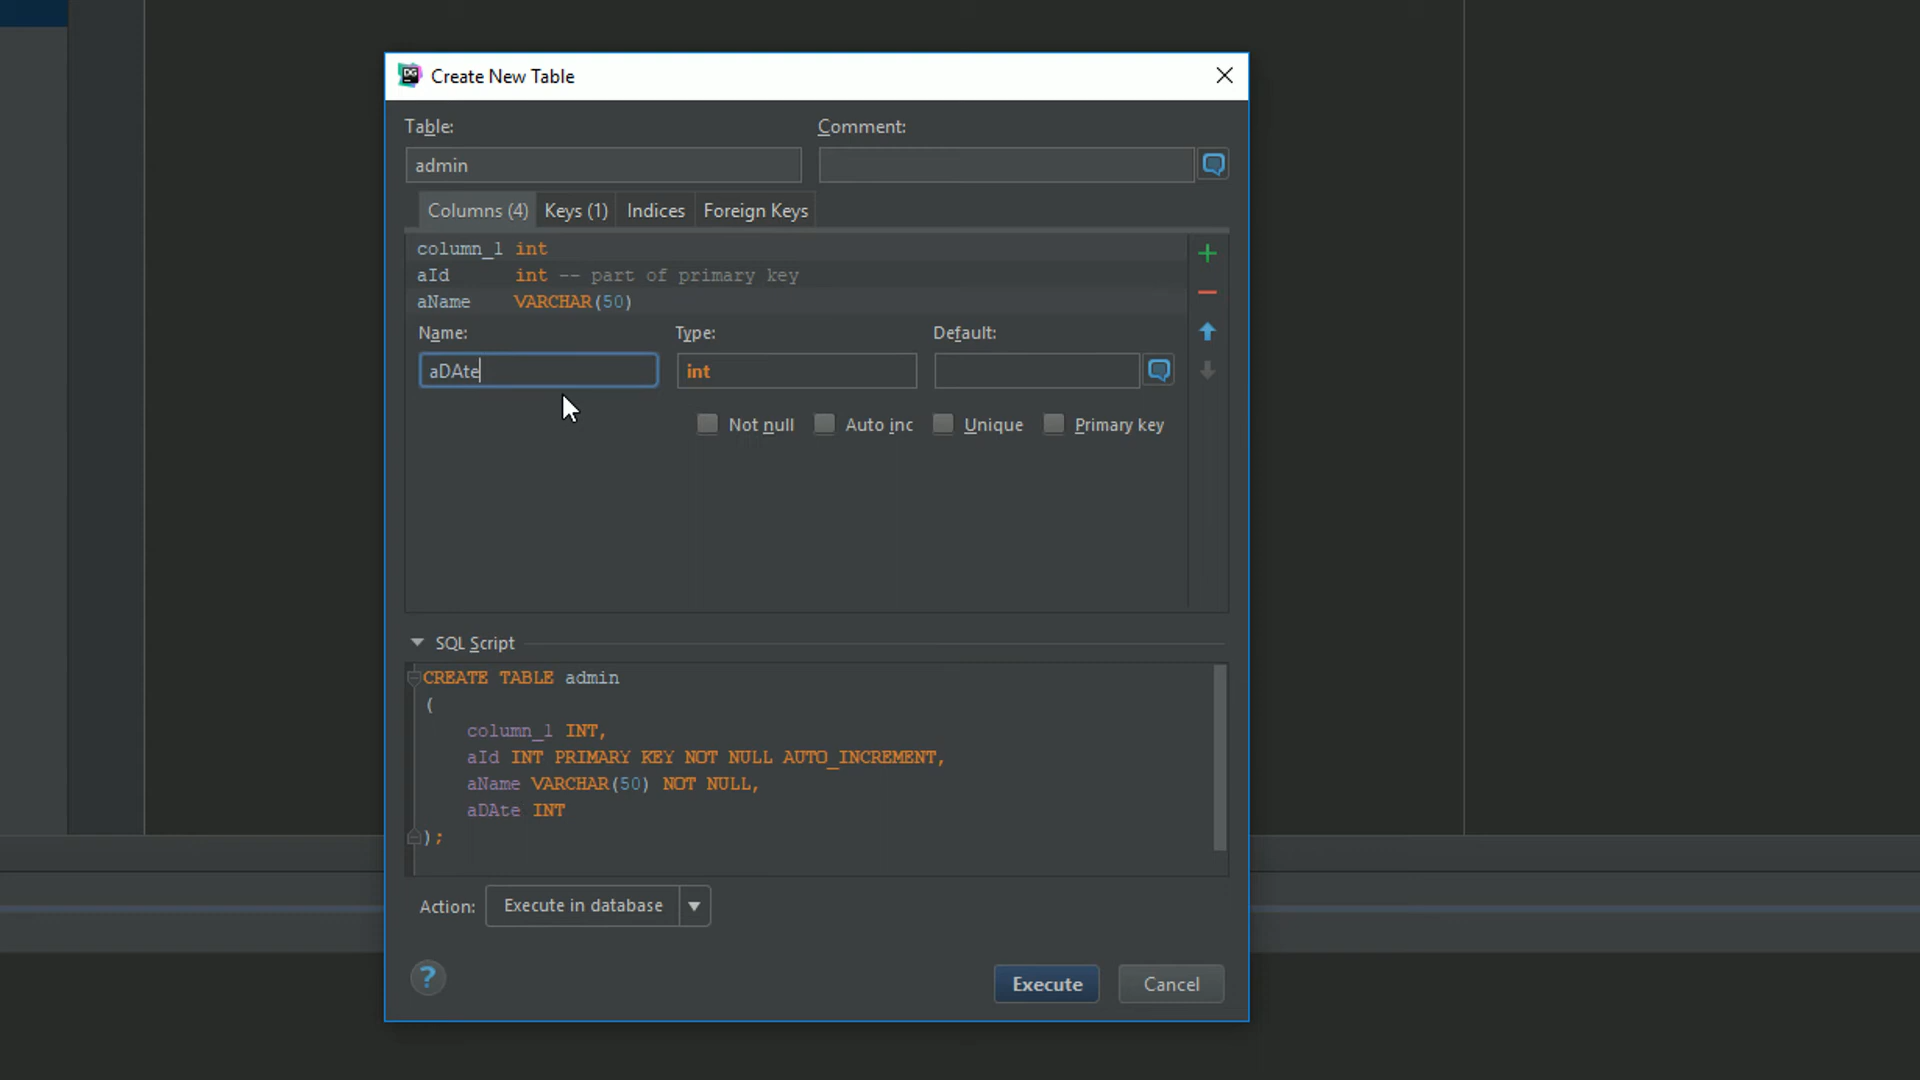 DG Create New Table
Table: Comment:
admin
Columns (4) Keys (1) Indices Foreign Keys
column_1 int
aId int -- part of primary key
aName VARCHAR(50)
Name: Type: Default:
aDAte int
Not null Auto inc Unique Primary key
SQL Script
CREATE TABLE admin
(
column_1 INT,
aId INT PRIMARY KEY NOT NULL AUTO_INCREMENT,
aName VARCHAR(50) NOT NULL,
aDAte INT
);
Action: Execute in database
? Execute Cancel